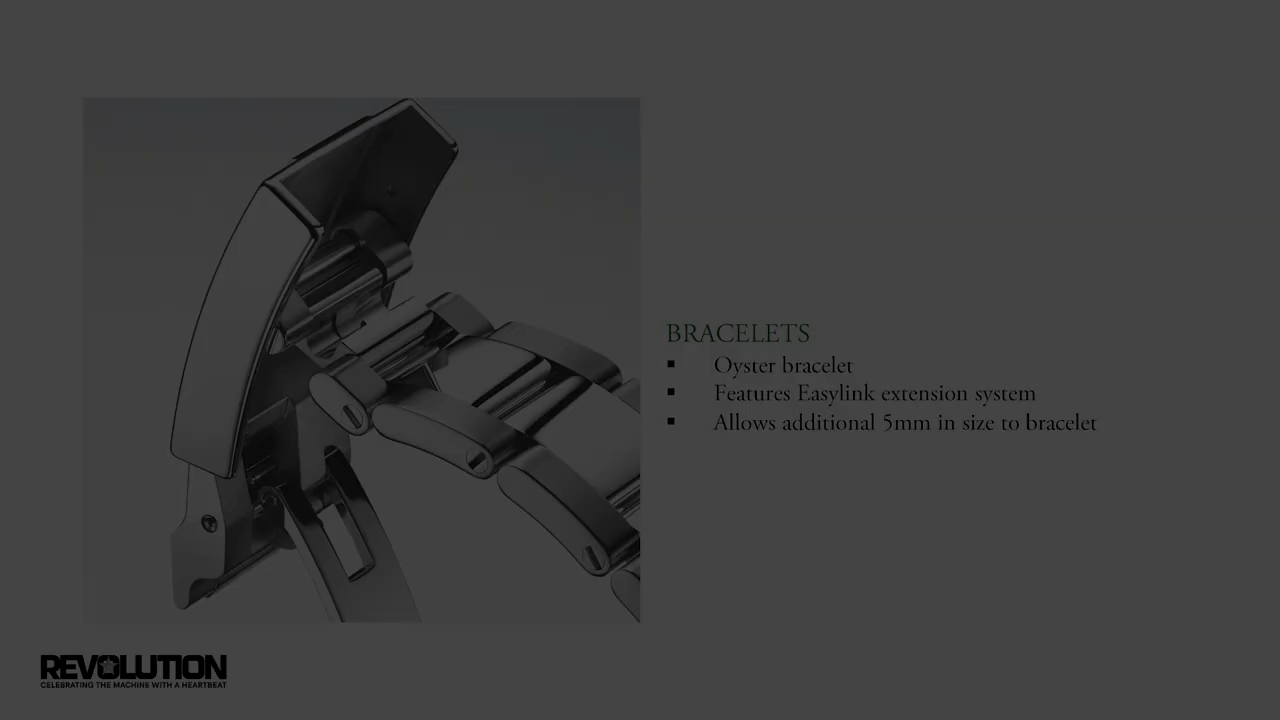 BRACELETS
▪ Oyster bracelet
▪ Features Easylink extension system
▪ Allows additional 5mm in size to bracelet
REVOLUTION
CELEBRATING THE MACHINE WITH A HEARTBEAT